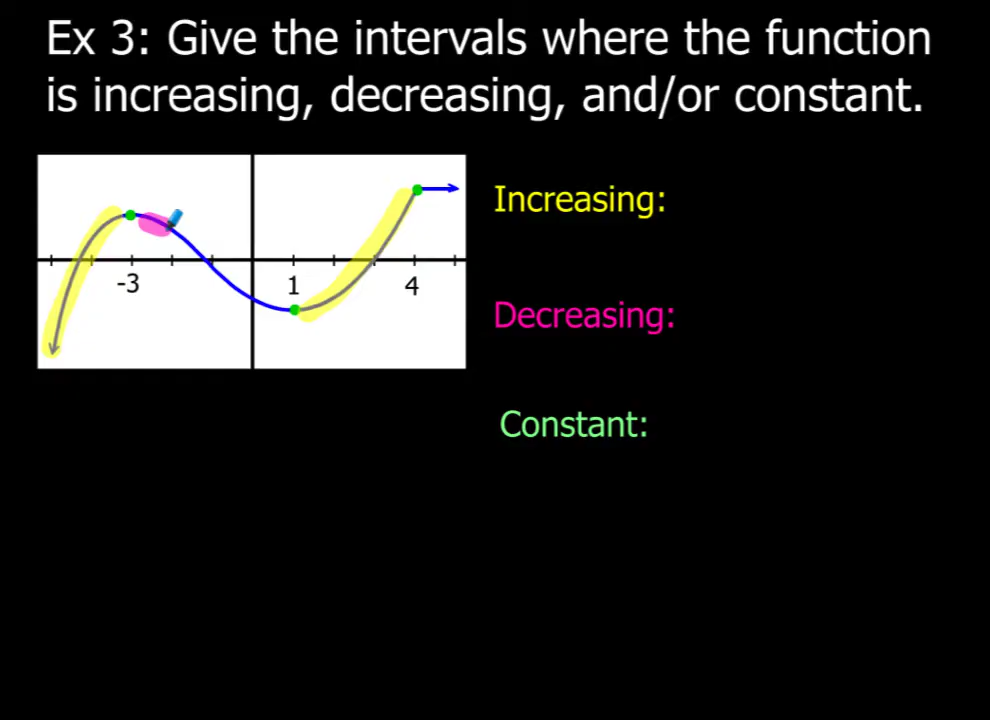 Ex 3: Give the intervals where the function
is increasing, decreasing, and/or constant.
Increasing:
-3 1 4
Decreasing:
Constant: